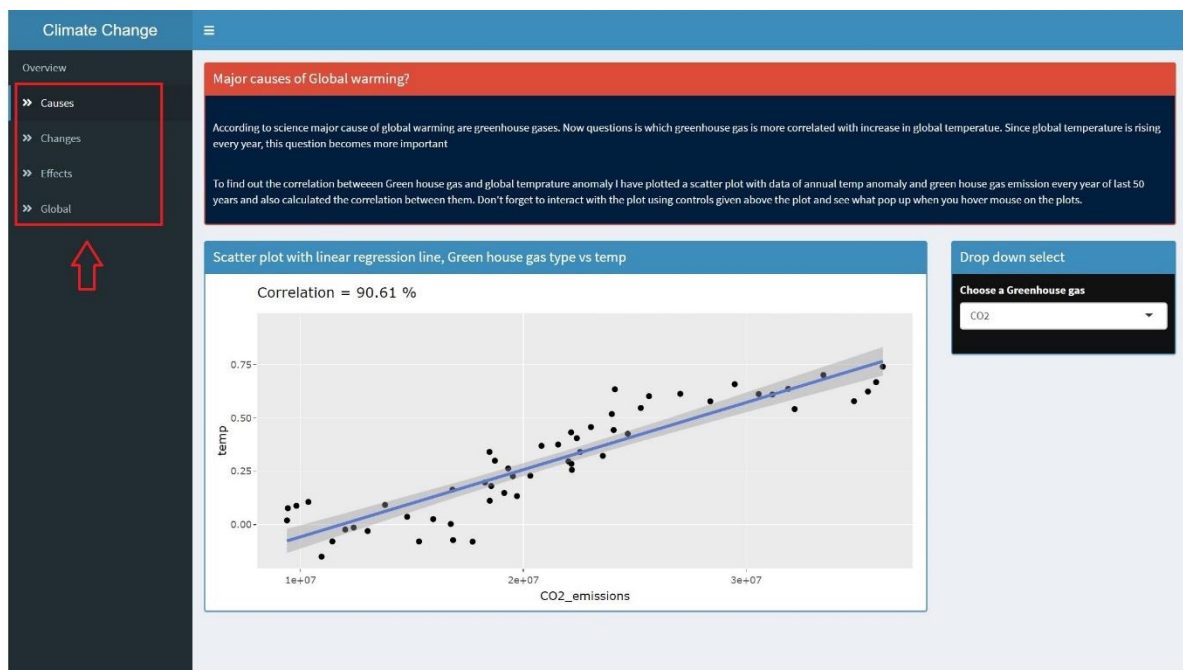 Climate Change
Overview
Causes
Changes
Effects
Global
Major causes of Global warming?
According to science major cause of global warming are greenhouse gases. Now questions is which greenhouse gas is more correlated with increase in global temperatue. Since global temperature is rising
every year, this question becomes more important
To find out the correlation betweeen Green house gas and global temprature anomaly I have plotted a scatter plot with data of annual temp anomaly and green house gas emission every year of last 50
years and also calculated the correlation between them. Don't forget to interact with the plot using controls given above the plot and see what pop up when you hover mouse on the plots.
Scatter plot with linear regression line, Green house gas type vs temp
Correlation = 90.61 %
0.75
0.50
0.25
0.00
temp
1e+07 2e+07 3e+07
CO2_emissions
Drop down select
Choose a Greenhouse gas
CO2